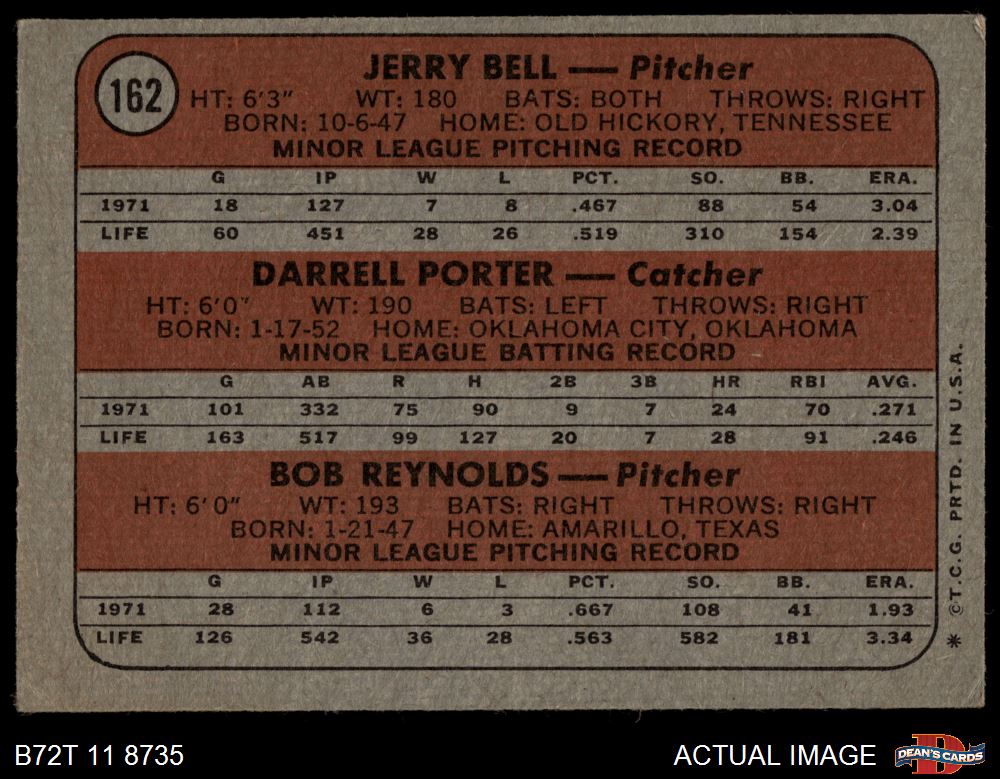 162
JERRY BELL — Pitcher
HT: 6'3" WT: 180 BATS: BOTH THROWS: RIGHT
BORN: 10-6-47 HOME: OLD HICKORY, TENNESSEE
MINOR LEAGUE PITCHING RECORD
G IP W L PCT. SO. BB. ERA.
1971 18 127 7 8 .467 88 54 3.04
LIFE 60 451 28 26 .519 310 154 2.39
DARRELL PORTER — Catcher
HT: 6'0" WT: 190 BATS: LEFT THROWS: RIGHT
BORN: 1-17-52 HOME: OKLAHOMA CITY, OKLAHOMA
MINOR LEAGUE BATTING RECORD
G AB R H 2B 3B HR RBI AVG.
1971 101 332 75 90 9 7 24 70 .271
LIFE 163 517 99 127 20 7 28 91 .246
BOB REYNOLDS — Pitcher
HT: 6'0" WT: 193 BATS: RIGHT THROWS: RIGHT
BORN: 1-21-47 HOME: AMARILLO, TEXAS
MINOR LEAGUE PITCHING RECORD
G IP W L PCT. SO. BB. ERA.
1971 28 112 6 3 .667 108 41 1.93
LIFE 126 542 36 28 .563 582 181 3.34
* ©T.C.G. PRTD. IN U.S.A.
B72T 11 8735
ACTUAL IMAGE
D
DEAN'S CARDS